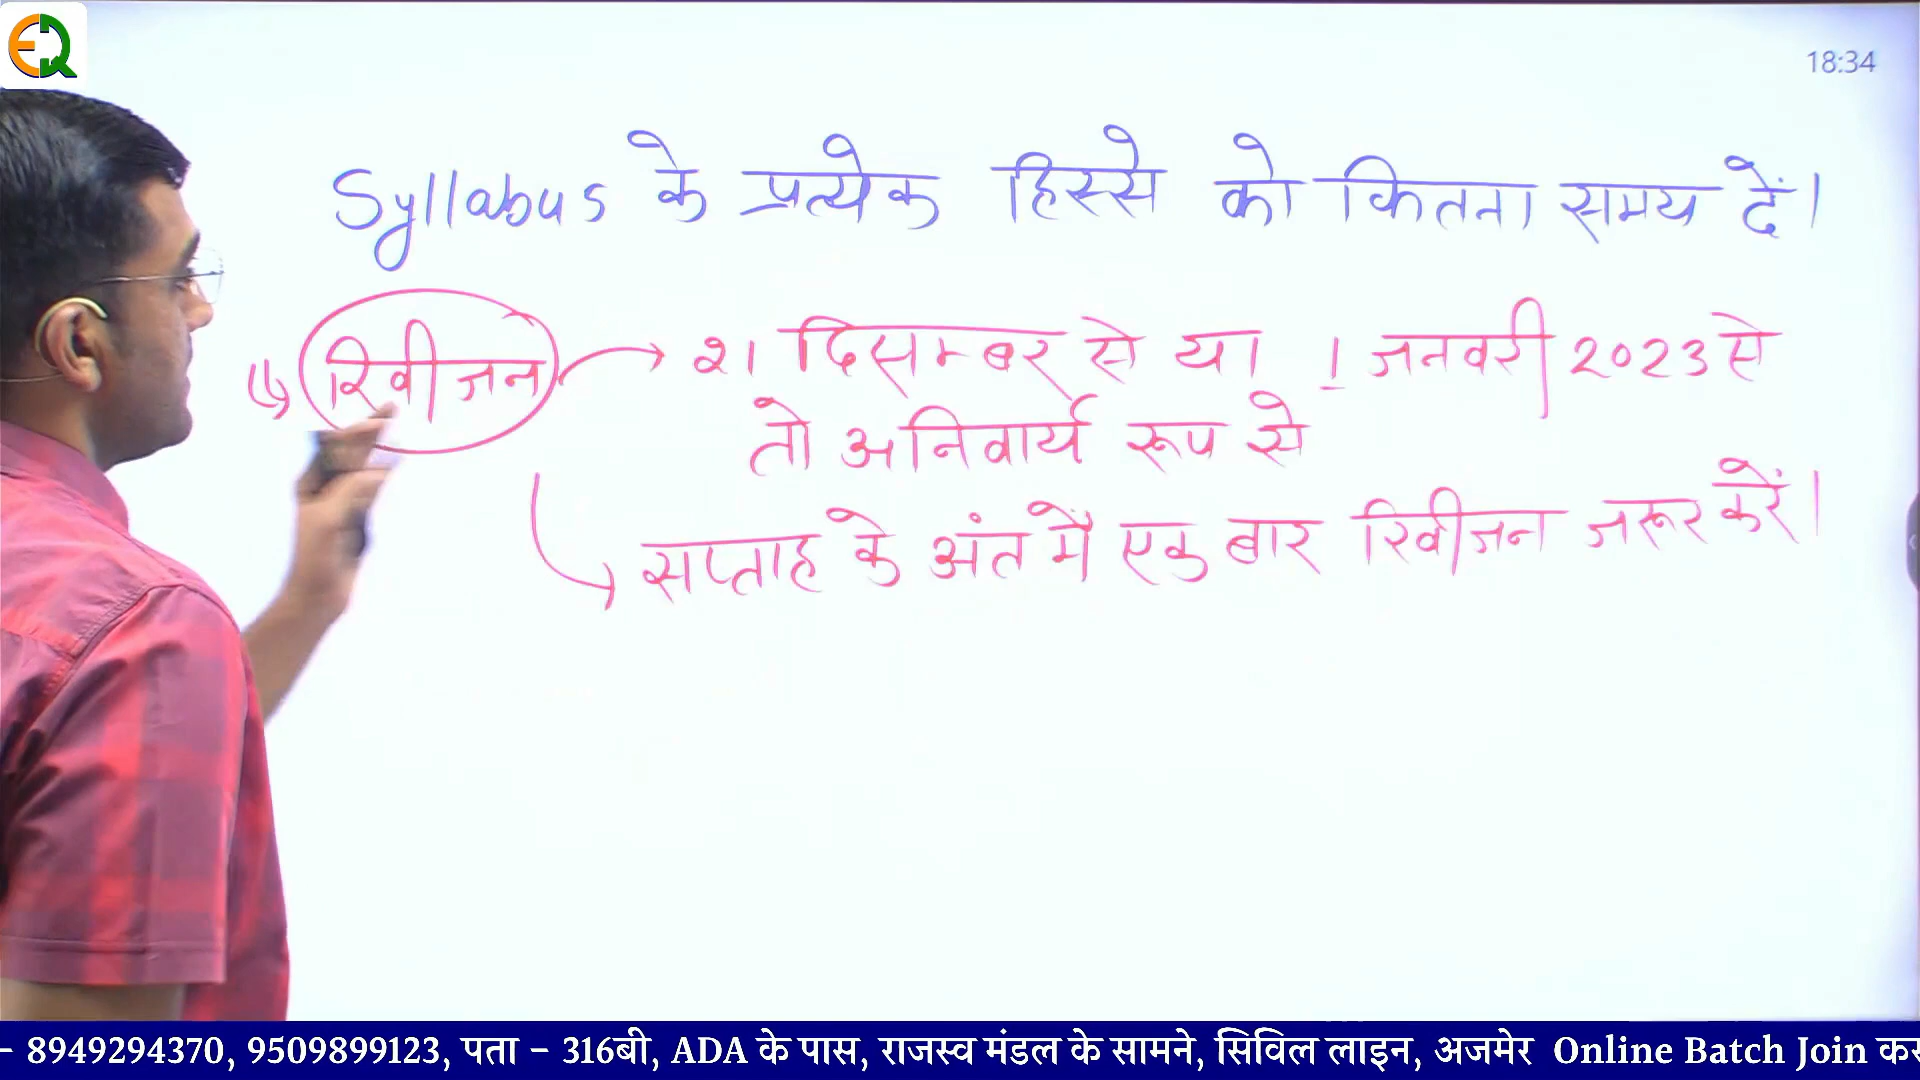 EQ
18:34
Syllabus के प्रत्येक हिस्से को कितना समय दें।
रिवीजन → 21 दिसम्बर से या 1 जनवरी 2023 से
तो अनिवार्य रूप से
सप्ताह के अंत में एक बार रिवीजन जरूर करें।
– 8949294370, 9509899123, पता – 316बी, ADA के पास, राजस्व मंडल के सामने, सिविल लाइन, अजमेर Online Batch Join